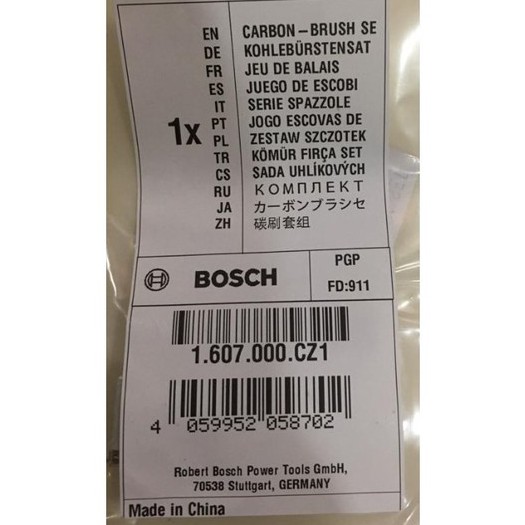 EN CARBON-BRUSH SE
DE KOHLEBÜRSTENSAT
FR JEU DE BALAIS
ES JUEGO DE ESCOBI
IT SERIE SPAZZOLE
1x
PT JOGO ESCOVAS DE
PL ZESTAW SZCZOTEK
TR KÖMÜR FIRÇA SET
CS SADA UHLÍKOVÝCH
RU КОМПЛЕКТ
JA カーボンブラシセ
ZH 碳刷套组
BOSCH
PGP
FD:911
1.607.000.CZ1
4 059952 058702
Robert Bosch Power Tools GmbH,
70538 Stuttgart, GERMANY
Made in China